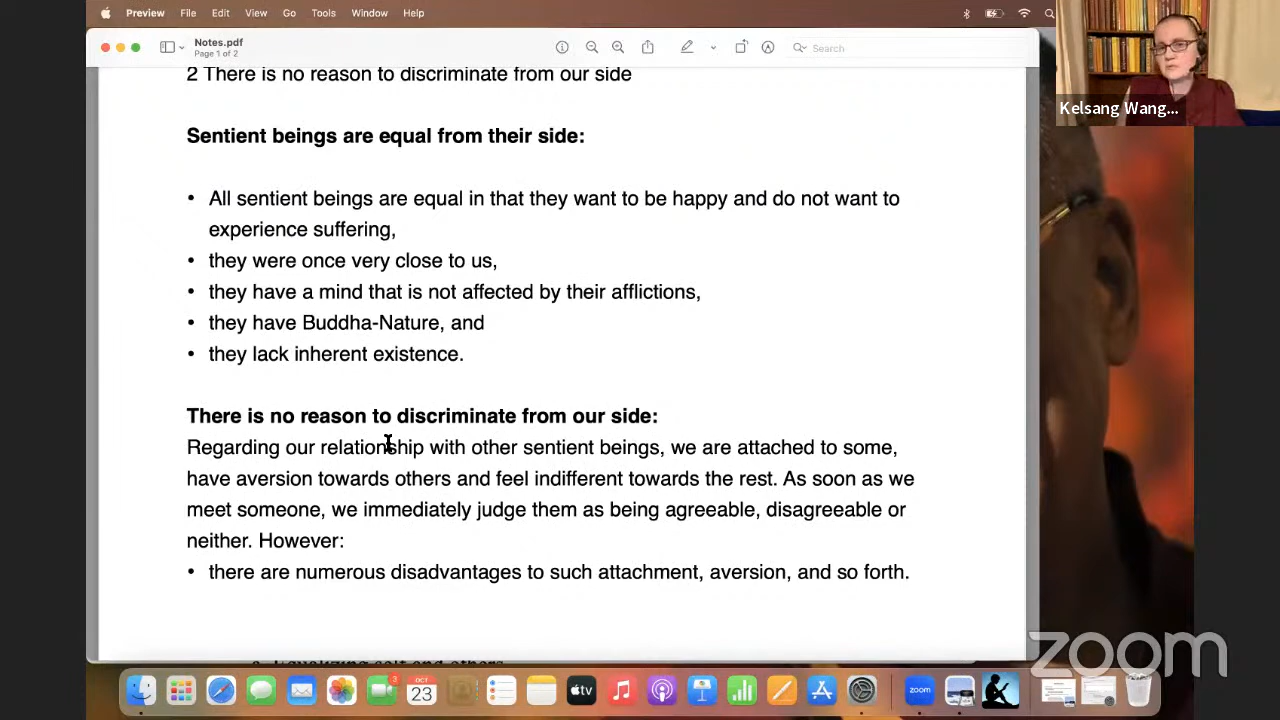 Preview File Edit View Go Tools Window Help
Notes.pdf
Page 1 of 2
Search
Kelsang Wang...
2 There is no reason to discriminate from our side
Sentient beings are equal from their side:
• All sentient beings are equal in that they want to be happy and do not want to
experience suffering,
• they were once very close to us,
• they have a mind that is not affected by their afflictions,
• they have Buddha-Nature, and
• they lack inherent existence.
There is no reason to discriminate from our side:
Regarding our relationship with other sentient beings, we are attached to some,
have aversion towards others and feel indifferent towards the rest. As soon as we
meet someone, we immediately judge them as being agreeable, disagreeable or
neither. However:
• there are numerous disadvantages to such attachment, aversion, and so forth.
3
OCT
23
tv
zoom
zoom